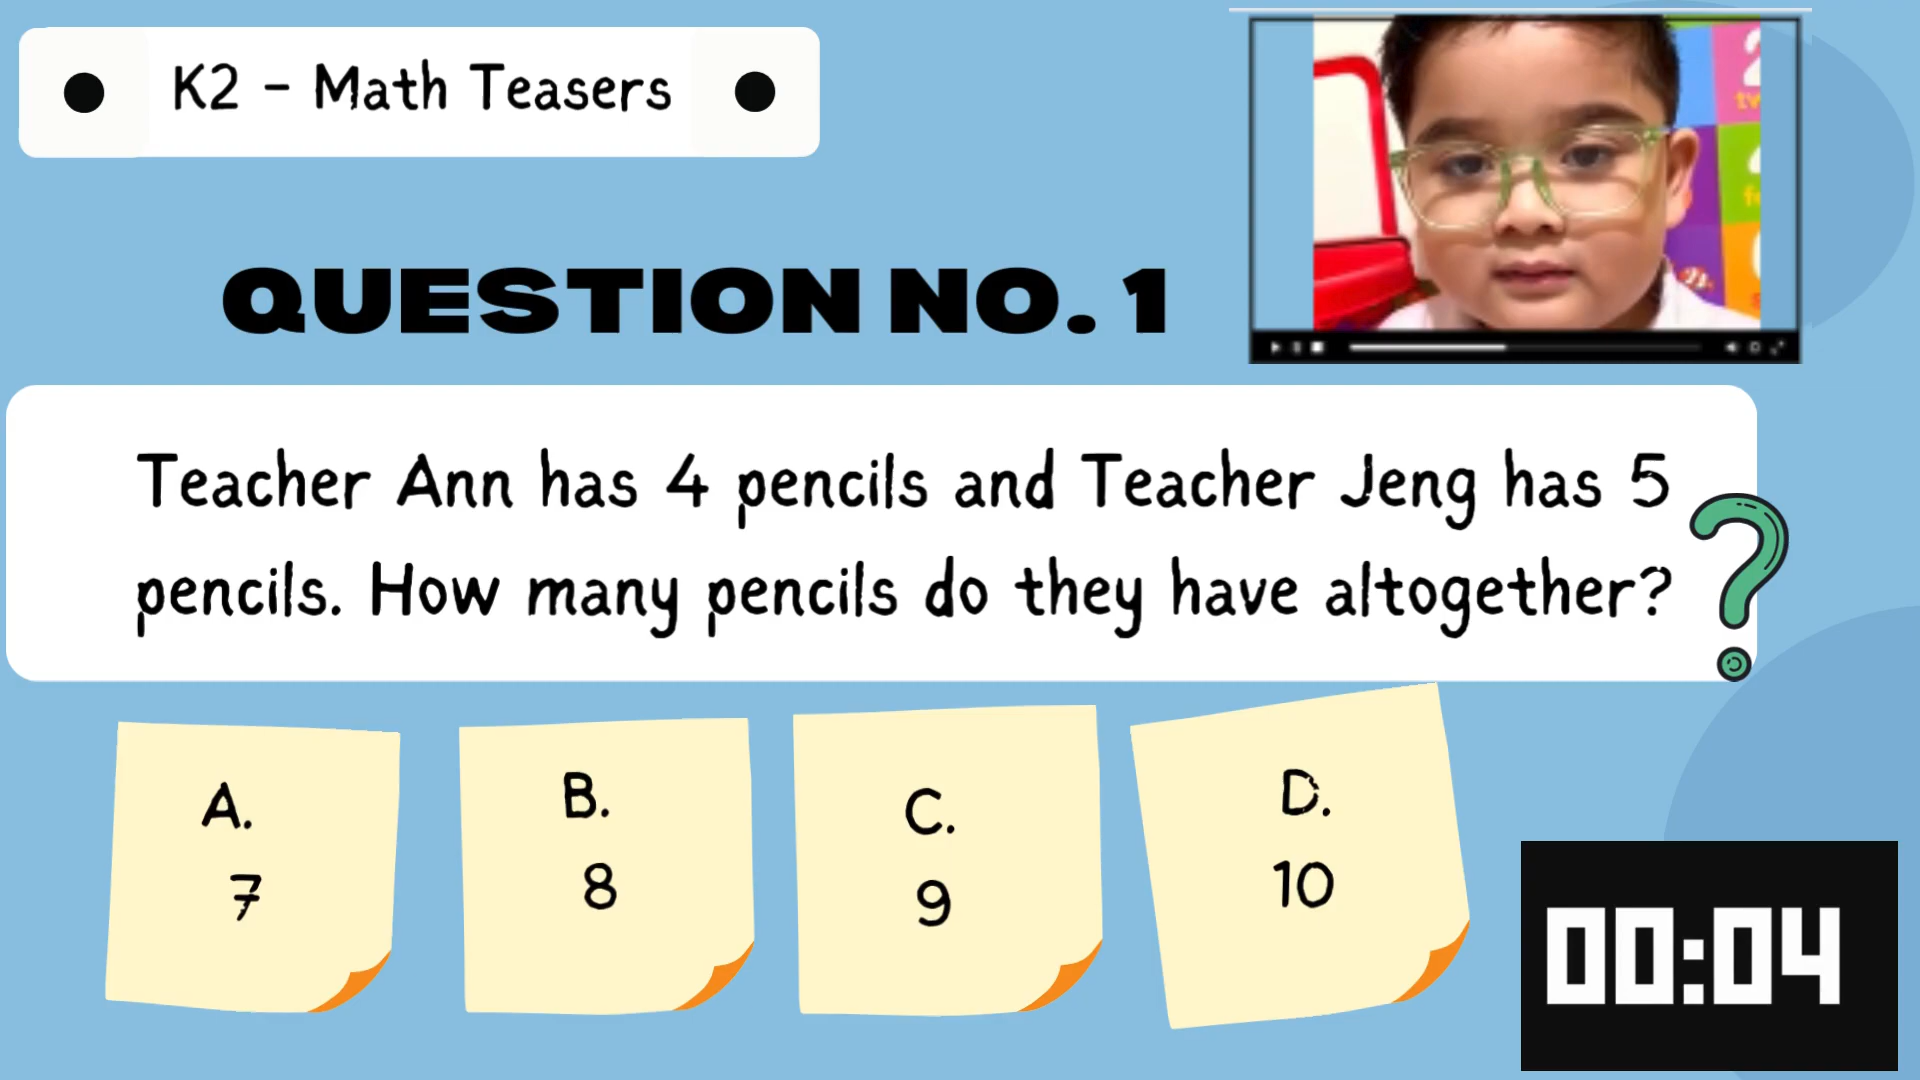 K2 - Math Teasers
QUESTION NO. 1
Teacher Ann has 4 pencils and Teacher Jeng has 5
pencils. How many pencils do they have altogether?
?
A.
7
B.
8
C.
9
D.
10
00:04